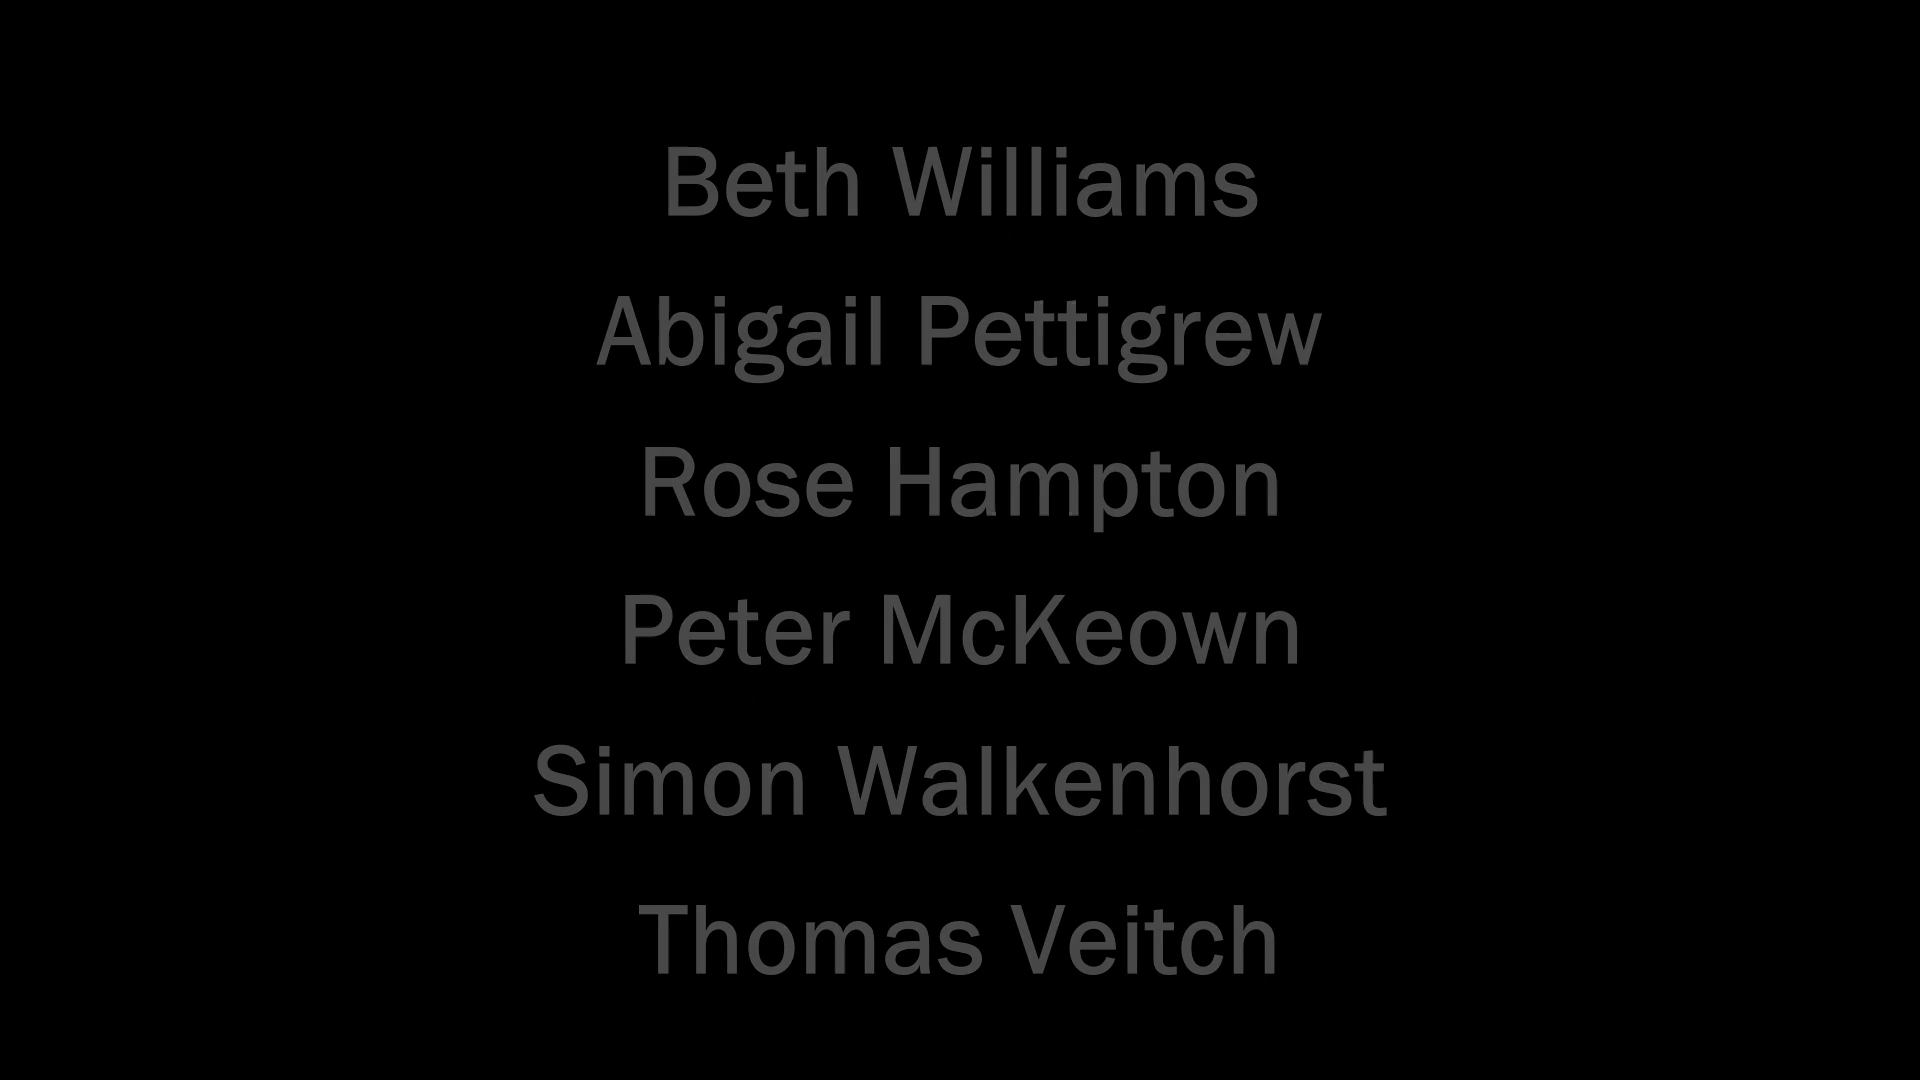 Beth Williams
Abigail Pettigrew
Rose Hampton
Peter McKeown
Simon Walkenhorst
Thomas Veitch